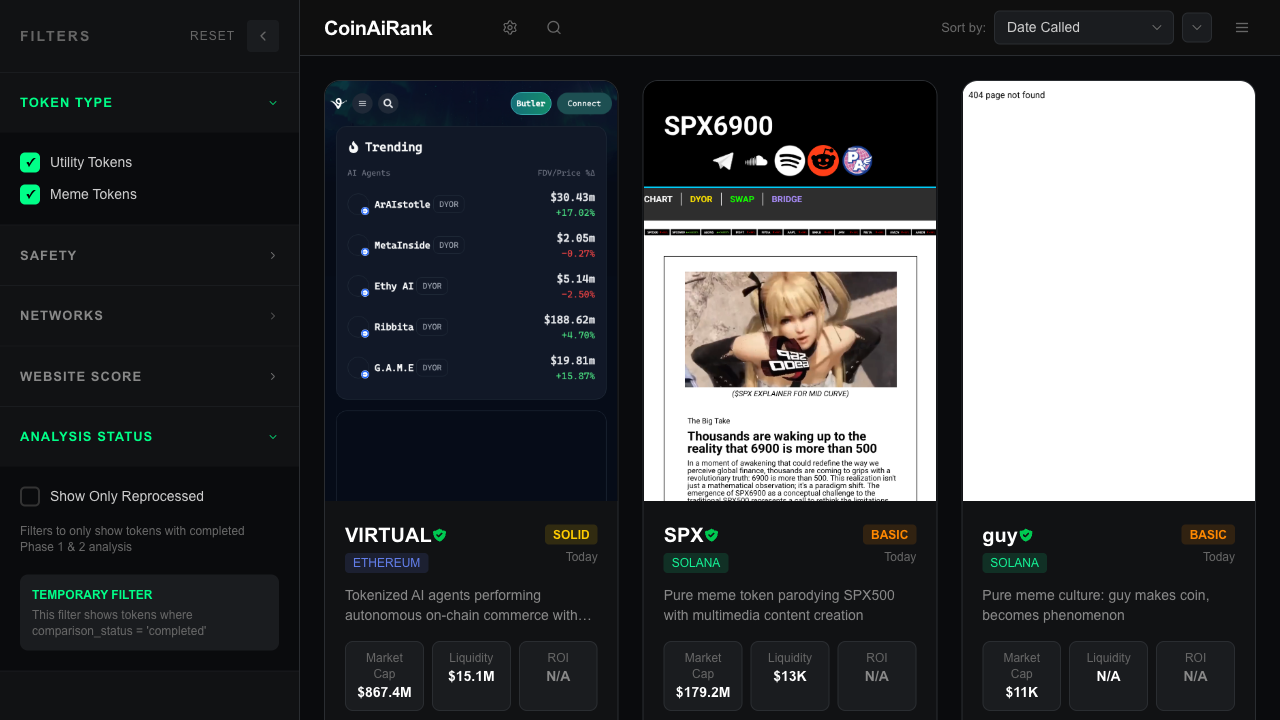 FILTERS
RESET
TOKEN TYPE
Utility Tokens
Meme Tokens
SAFETY
NETWORKS
WEBSITE SCORE
ANALYSIS STATUS
Show Only Reprocessed
Filters to only show tokens with completed
Phase 1 & 2 analysis
TEMPORARY FILTER
This filter shows tokens where
comparison_status = 'completed'
CoinAiRank
Sort by:
Date Called
Butler
Connect
Trending
AI Agents
FDV/Price %Δ
ArAIstotle DYOR $30.43m
+17.02%
MetaInside DYOR $2.05m
-0.27%
Ethy AI DYOR $5.14m
-2.50%
Ribbita DYOR $188.62m
+4.70%
G.A.M.E DYOR $19.81m
+15.87%
VIRTUAL
SOLID
ETHEREUM
Today
Tokenized AI agents performing
autonomous on-chain commerce with...
Market
Cap
$867.4M
Liquidity
$15.1M
ROI
N/A
SPX6900
CHART
DYOR
SWAP
BRIDGE
($SPX EXPLAINER FOR MID CURVE)
The Big Take
Thousands are waking up to the
reality that 6900 is more than 500
In a moment of awakening that could redefine the way we
perceive global finance, thousands are coming to grips with a
revolutionary truth: 6900 is more than 500. This realization isn't
just a mathematical observation; it's a paradigm shift. The
emergence of SPX6900 as a conceptual challenge to the
traditional SPX500 represents a call to rethink the limitations
SPX
BASIC
SOLANA
Today
Pure meme token parodying SPX500
with multimedia content creation
Market
Cap
$179.2M
Liquidity
$13K
ROI
N/A
404 page not found
guy
BASIC
SOLANA
Today
Pure meme culture: guy makes coin,
becomes phenomenon
Market
Cap
$11K
Liquidity
N/A
ROI
N/A